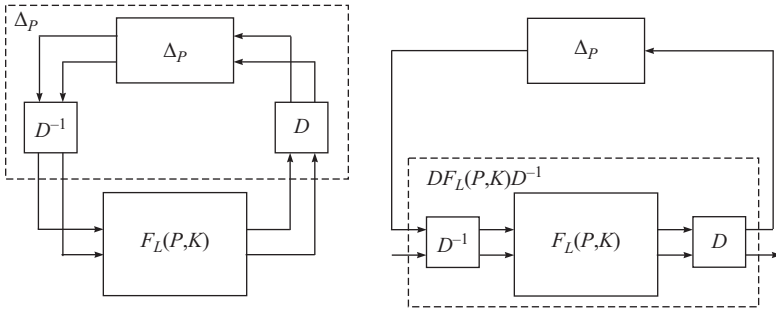 Δ_P
Δ_P
D⁻¹
D
F_L(P,K)
Δ_P
DF_L(P,K)D⁻¹
D⁻¹
F_L(P,K)
D